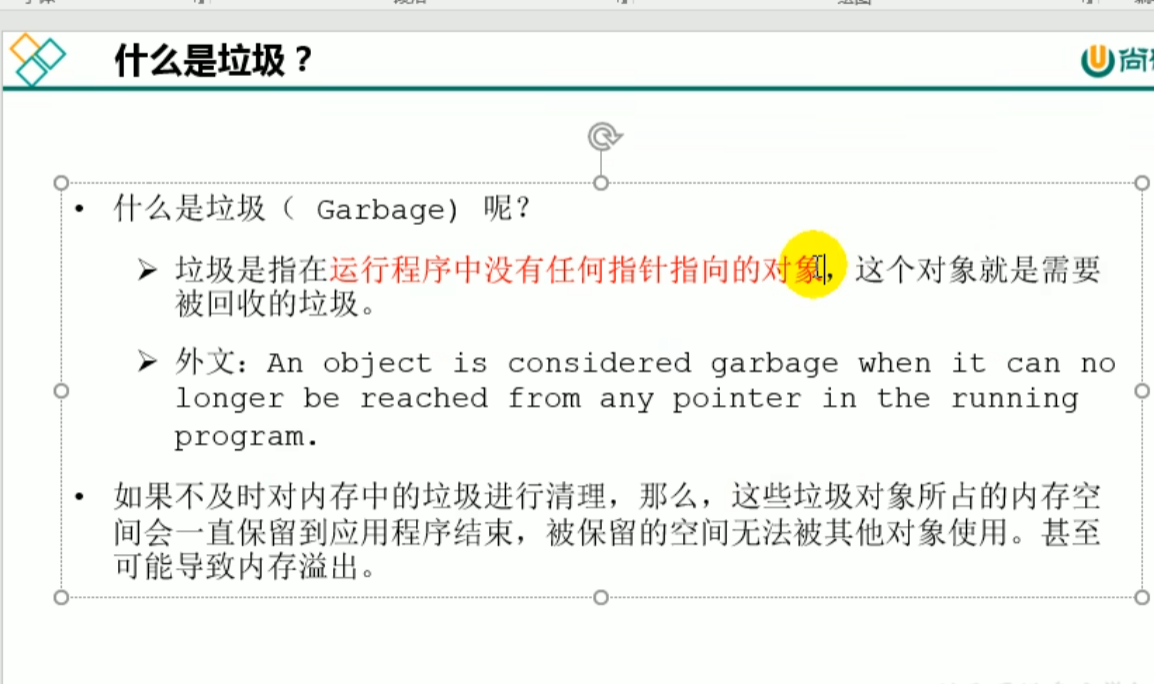 什么是垃圾？
尚
• 什么是垃圾（ Garbage) 呢？
➢ 垃圾是指在运行程序中没有任何指针指向的对象，这个对象就是需要
被回收的垃圾。
➢ 外文：An object is considered garbage when it can no
longer be reached from any pointer in the running
program.
• 如果不及时对内存中的垃圾进行清理，那么，这些垃圾对象所占的内存空
间会一直保留到应用程序结束，被保留的空间无法被其他对象使用。甚至
可能导致内存溢出。